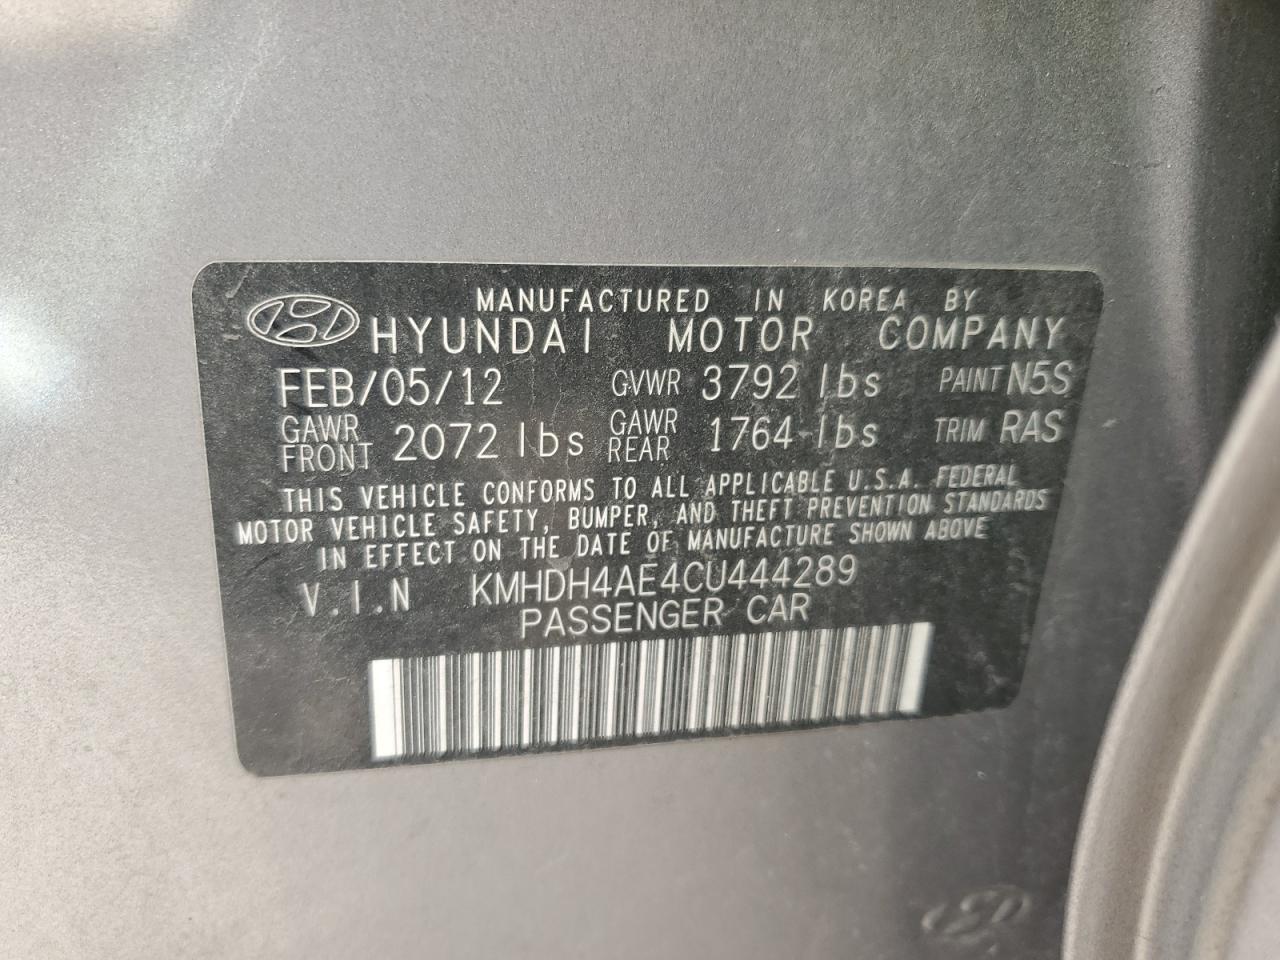 MANUFACTURED IN KOREA BY
HYUNDAI MOTOR COMPANY
FEB/05/12 GVWR 3792 lbs PAINT N5S
GAWR FRONT 2072 lbs GAWR REAR 1764 lbs TRIM RAS
THIS VEHICLE CONFORMS TO ALL APPLICABLE U.S.A. FEDERAL
MOTOR VEHICLE SAFETY, BUMPER, AND THEFT PREVENTION STANDARDS
IN EFFECT ON THE DATE OF MANUFACTURE SHOWN ABOVE
V.I.N KMHDH4AE4CU444289
PASSENGER CAR